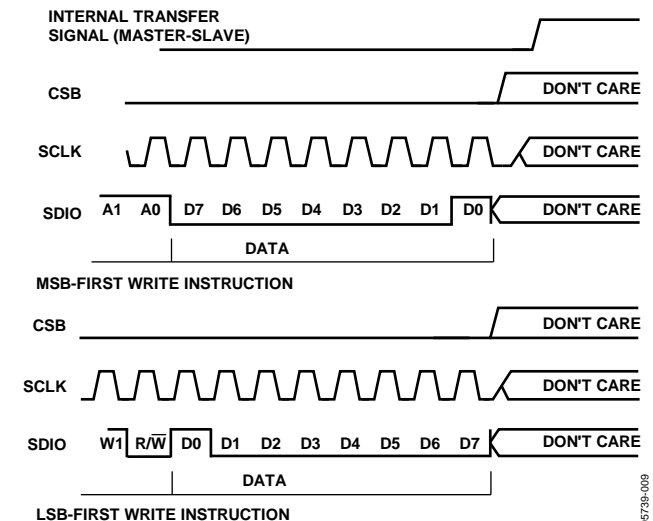 INTERNAL TRANSFER
SIGNAL (MASTER-SLAVE)
CSB
DON'T CARE
SCLK
DON'T CARE
SDIO A1 A0 D7 D6 D5 D4 D3 D2 D1 D0 DON'T CARE
DATA
MSB-FIRST WRITE INSTRUCTION
CSB
DON'T CARE
SCLK
DON'T CARE
SDIO W1 R/W̅ D0 D1 D2 D3 D4 D5 D6 D7 DON'T CARE
DATA
LSB-FIRST WRITE INSTRUCTION
5739-009